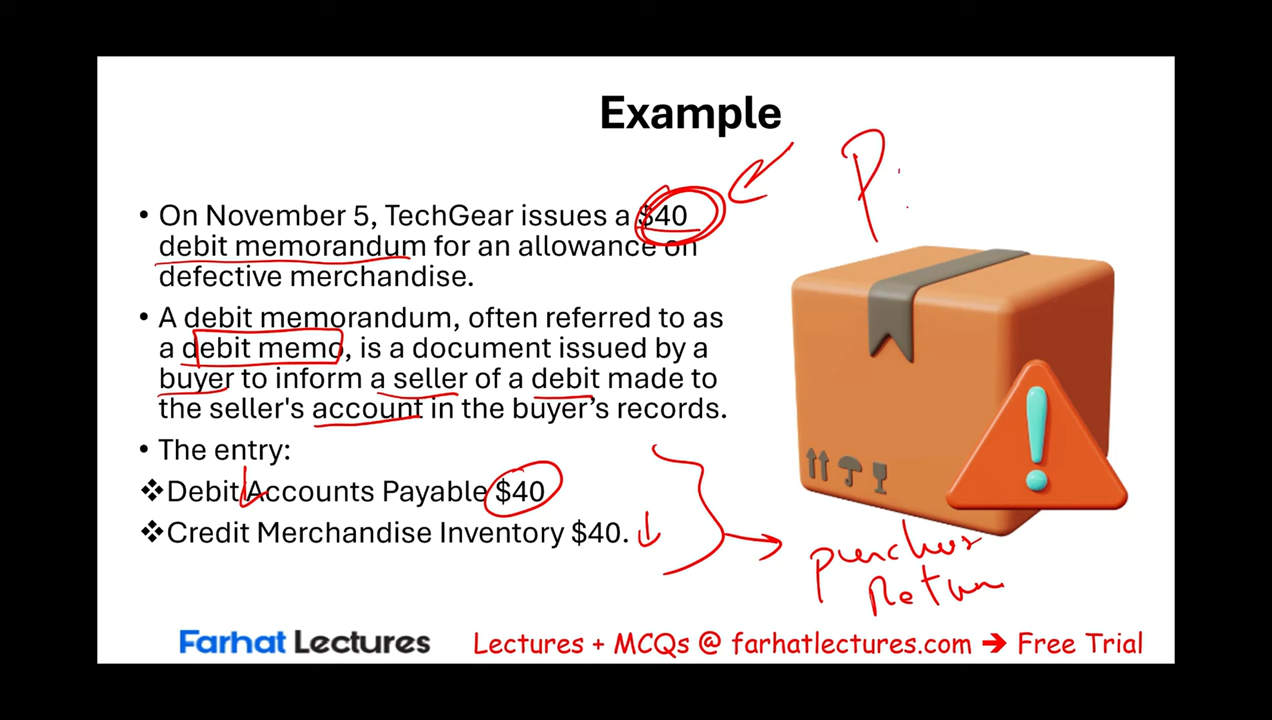 Example
• On November 5, TechGear issues a $40
debit memorandum for an allowance on
defective merchandise.
• A debit memorandum, often referred to as
a debit memo, is a document issued by a
buyer to inform a seller of a debit made to
the seller's account in the buyer’s records.
• The entry:
❖Debit Accounts Payable $40
❖Credit Merchandise Inventory $40.
P.
Return
Farhat Lectures
Lectures + MCQs @ farhatlectures.com ➔ Free Trial